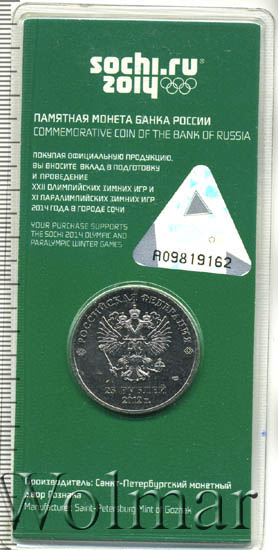 sochi.ru
2014
ПАМЯТНАЯ МОНЕТА БАНКА РОССИИ
COMMEMORATIVE COIN OF THE BANK OF RUSSIA
ПОКУПАЯ ОФИЦИАЛЬНУЮ ПРОДУКЦИЮ,
ВЫ ВНОСИТЕ ВКЛАД В ПОДГОТОВКУ
И ПРОВЕДЕНИЕ
XXII ОЛИМПИЙСКИХ ЗИМНИХ ИГР И
XI ПАРАЛИМПИЙСКИХ ЗИМНИХ ИГР
2014 ГОДА В ГОРОДЕ СОЧИ
YOUR PURCHASE SUPPORTS
THE SOCHI 2014 OLYMPIC AND
PARALYMPIC WINTER GAMES
A09819162
РОССИЙСКАЯ ФЕДЕРАЦИЯ
25 РУБЛЕЙ
2012 г.
Производитель: Санкт-Петербургский монетный
двор Гознака
Manufacturer: Saint-Petersburg Mint of Goznak
Wolmar